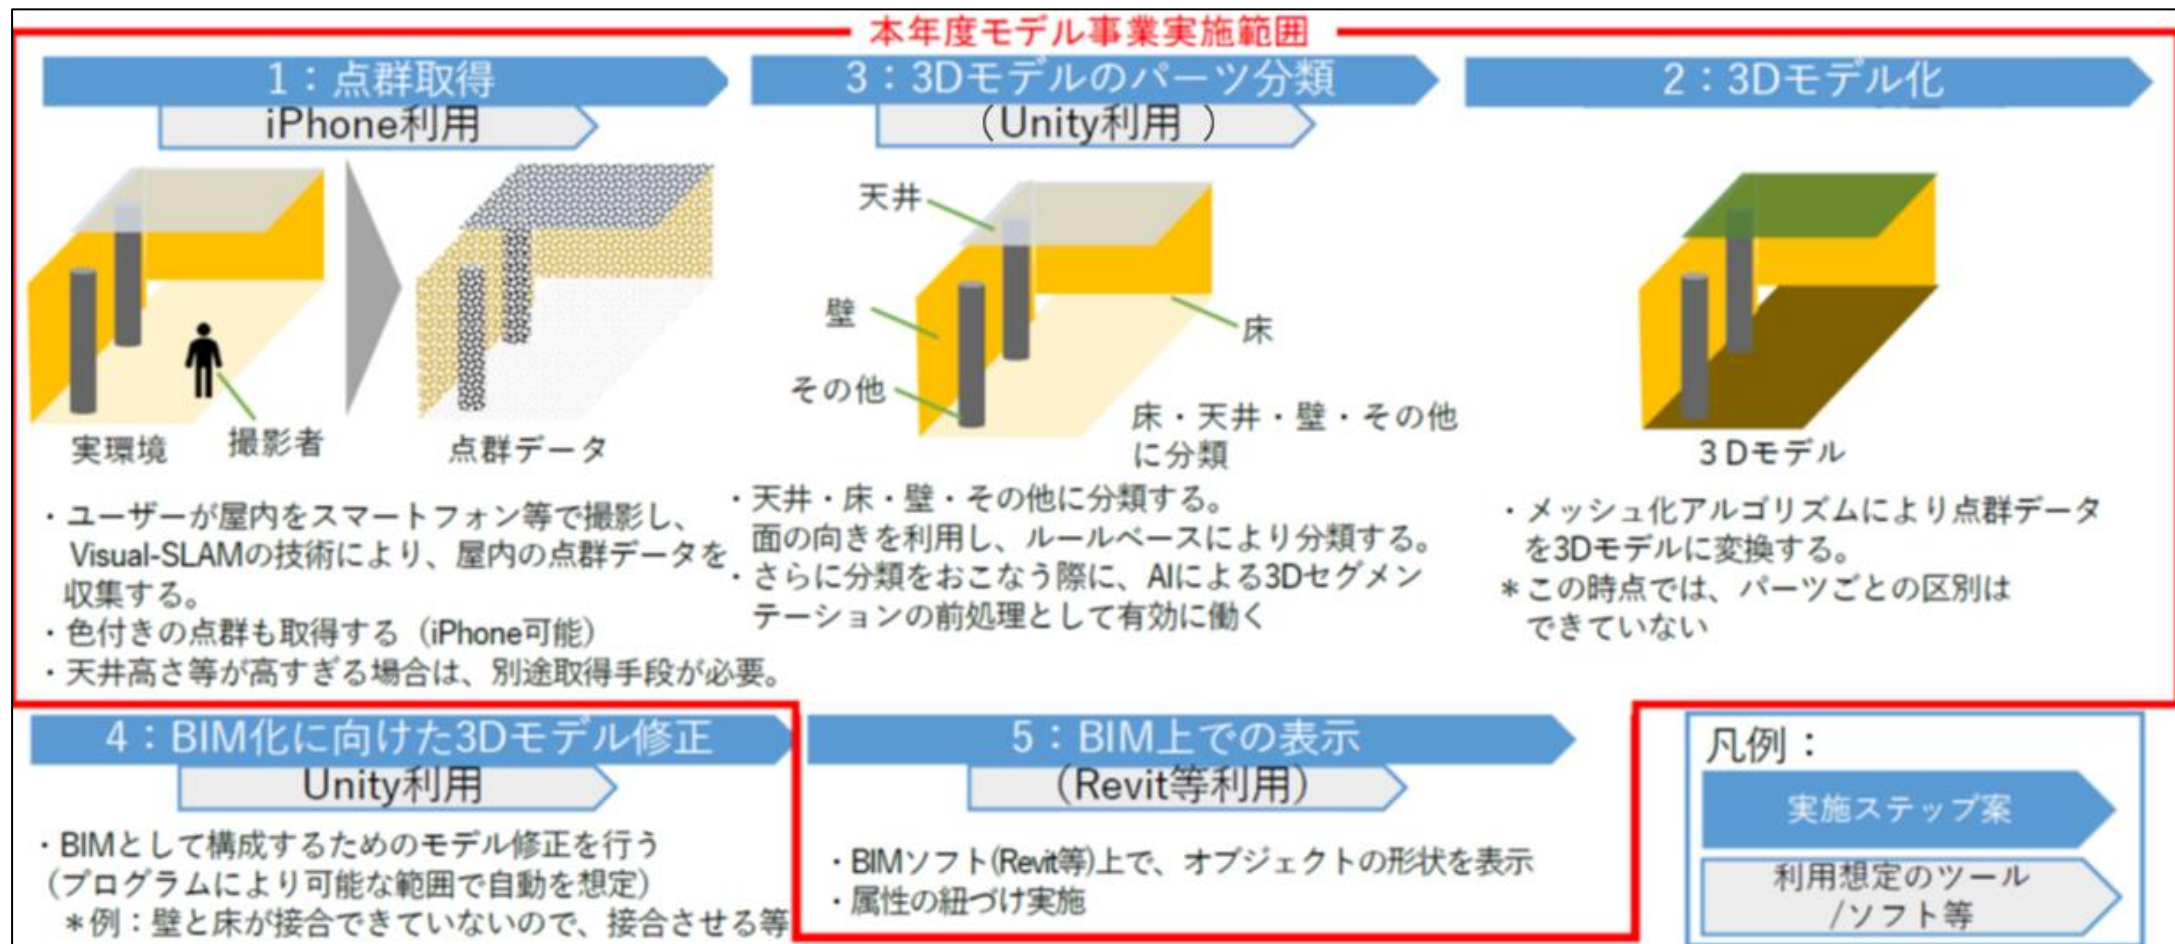 本年度モデル事業実施範囲
1：点群取得
iPhone利用
実環境
撮影者
点群データ
・ユーザーが屋内をスマートフォン等で撮影し、
Visual-SLAMの技術により、屋内の点群データを
収集する。
・色付きの点群も取得する（iPhone可能）
・天井高さ等が高すぎる場合は、別途取得手段が必要。
3：3Dモデルのパーツ分類
（Unity利用 ）
天井
壁
その他
床
床・天井・壁・その他
に分類
・天井・床・壁・その他に分類する。
面の向きを利用し、ルールベースにより分類する。
・さらに分類をおこなう際に、AIによる3Dセグメン
テーションの前処理として有効に働く
2：3Dモデル化
３Dモデル
・メッシュ化アルゴリズムにより点群データ
を3Dモデルに変換する。
＊この時点では、パーツごとの区別は
できていない
4：BIM化に向けた3Dモデル修正
Unity利用
・BIMとして構成するためのモデル修正を行う
（プログラムにより可能な範囲で自動を想定）
＊例：壁と床が接合できていないので、接合させる等
5：BIM上での表示
（Revit等利用）
・BIMソフト(Revit等)上で、オブジェクトの形状を表示
・属性の紐づけ実施
凡例：
実施ステップ案
利用想定のツール
/ソフト等